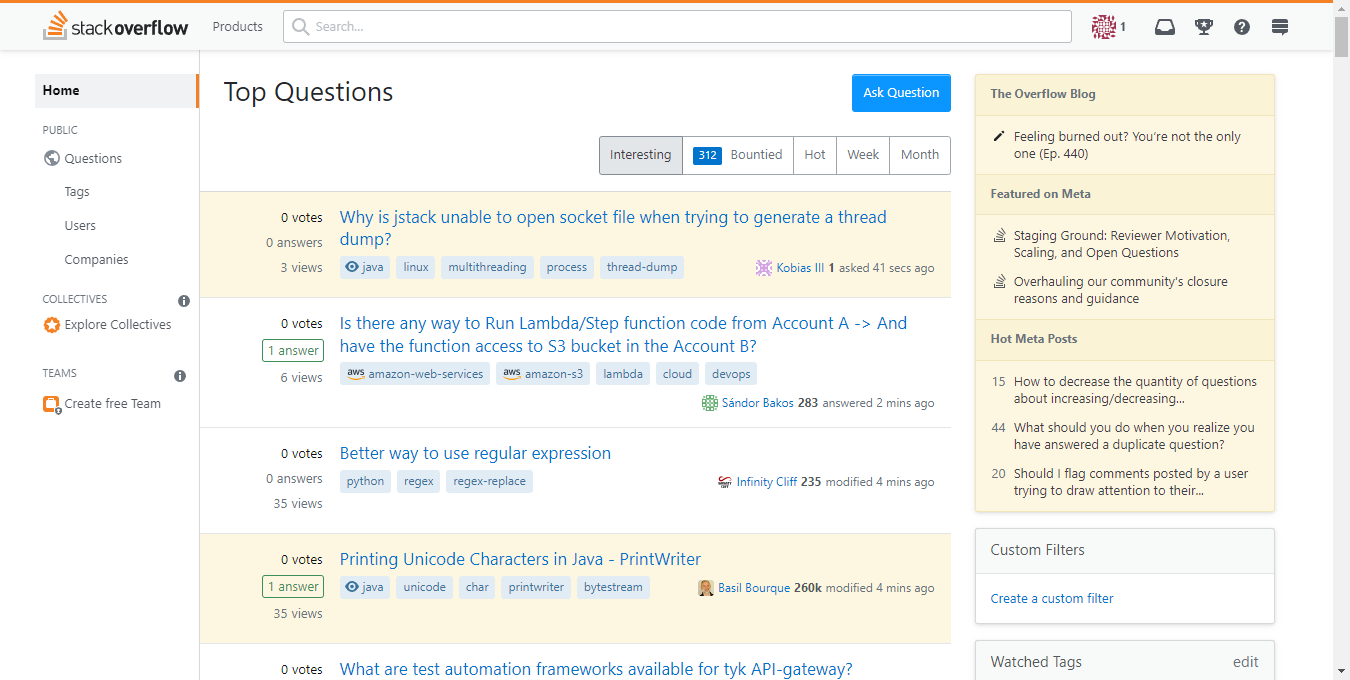 stackoverflow
Products
Search...
1
Home
PUBLIC
Questions
Tags
Users
Companies
COLLECTIVES
Explore Collectives
TEAMS
Create free Team
Top Questions
Ask Question
Interesting
312 Bountied
Hot
Week
Month
0 votes
0 answers
3 views
Why is jstack unable to open socket file when trying to generate a thread
dump?
java linux multithreading process thread-dump
Kobias III 1 asked 41 secs ago
0 votes
1 answer
6 views
Is there any way to Run Lambda/Step function code from Account A -> And
have the function access to S3 bucket in the Account B?
aws amazon-web-services aws amazon-s3 lambda cloud devops
Sándor Bakos 283 answered 2 mins ago
0 votes
0 answers
35 views
Better way to use regular expression
python regex regex-replace
Infinity Cliff 235 modified 4 mins ago
0 votes
1 answer
35 views
Printing Unicode Characters in Java - PrintWriter
java unicode char printwriter bytestream
Basil Bourque 260k modified 4 mins ago
0 votes
What are test automation frameworks available for tyk API-gateway?
The Overflow Blog
Feeling burned out? You’re not the only
one (Ep. 440)
Featured on Meta
Staging Ground: Reviewer Motivation,
Scaling, and Open Questions
Overhauling our community's closure
reasons and guidance
Hot Meta Posts
15 How to decrease the quantity of questions
about increasing/decreasing...
44 What should you do when you realize you
have answered a duplicate question?
20 Should I flag comments posted by a user
trying to draw attention to their...
Custom Filters
Create a custom filter
Watched Tags
edit